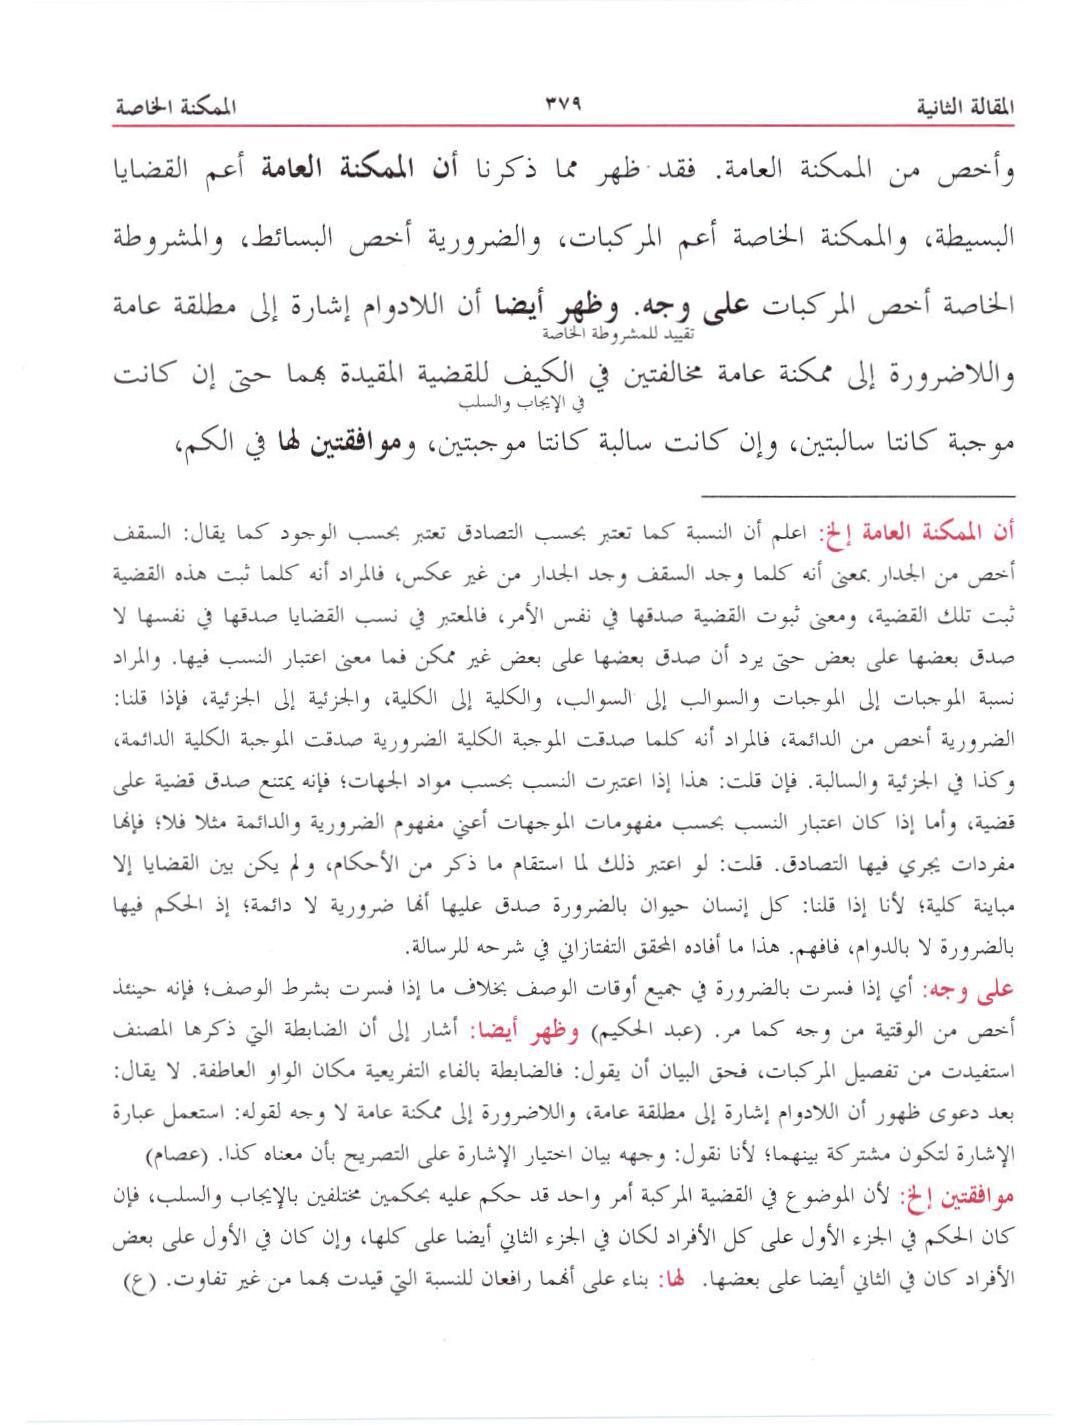 المقالة الثانية ٣٧٩ الممكنة الخاصة
وأخص من الممكنة العامة. فقد ظهر مما ذكرنا أن الممكنة العامة أعم القضايا
البسيطة، والممكنة الخاصة أعم المركبات، والضرورية أخص البسائط، والمشروطة
الخاصة أخص المركبات على وجه. وظهر أيضا أن اللادوام إشارة إلى مطلقة عامة
تقييد للمشروطة الخاصة
واللاضرورة إلى ممكنة عامة مخالفتين في الكيف للقضية المقيدة بهما حتى إن كانت
في الإيجاب والسلب
موجبة كانتا سالبتين، وإن كانت سالبة كانتا موجبتين، وموافقتين لها في الكم،
أن الممكنة العامة إلخ: اعلم أن النسبة كما تعتبر بحسب التصادق تعتبر بحسب الوجود كما يقال: السقف
أخص من الجدار بمعنى أنه كلما وجد السقف وجد الجدار من غير عكس، فالمراد أنه كلما ثبت هذه القضية
ثبت تلك القضية، ومعنى ثبوت القضية صدقها في نفس الأمر، فالمعتبر في نسب القضايا صدقها في نفسها لا
صدق بعضها على بعض حتى يرد أن صدق بعضها على بعض غير ممكن فما معنى اعتبار النسب فيها. والمراد
نسبة الموجبات إلى الموجبات والسوالب إلى السوالب، والكلية إلى الكلية، والجزئية إلى الجزئية، فإذا قلنا:
الضرورية أخص من الدائمة، فالمراد أنه كلما صدقت الموجبة الكلية الضرورية صدقت الموجبة الكلية الدائمة،
وكذا في الجزئية والسالبة. فإن قلت: هذا إذا اعتبرت النسب بحسب مواد الجهات؛ فإنه يمتنع صدق قضية على
قضية، وأما إذا كان اعتبار النسب بحسب مفهومات الموجهات أعني مفهوم الضرورية والدائمة مثلا فلا؛ فإنها
مفردات يجري فيها التصادق. قلت: لو اعتبر ذلك لما استقام ما ذكر من الأحكام، ولم يكن بين القضايا إلا
مباينة كلية؛ لأنا إذا قلنا: كل إنسان حيوان بالضرورة صدق عليها أنها ضرورية لا دائمة؛ إذ الحكم فيها
بالضرورة لا بالدوام، فافهم. هذا ما أفاده المحقق التفتازاني في شرحه للرسالة.
على وجه: أي إذا فسرت بالضرورة في جميع أوقات الوصف بخلاف ما إذا فسرت بشرط الوصف؛ فإنه حينئذ
أخص من الوقتية من وجه كما مر. (عبد الحكيم) وظهر أيضا: أشار إلى أن الضابطة التي ذكرها المصنف
استفيدت من تفصيل المركبات، فحق البيان أن يقول: فالضابطة بالفاء التفريعية مكان الواو العاطفة. لا يقال:
بعد دعوى ظهور أن اللادوام إشارة إلى مطلقة عامة، واللاضرورة إلى ممكنة عامة لا وجه لقوله: استعمل عبارة
الإشارة لتكون مشتركة بينهما؛ لأنا نقول: وجهه بيان اختيار الإشارة على التصريح بأن معناه كذا. (عصام)
موافقتين إلخ: لأن الموضوع في القضية المركبة أمر واحد قد حكم عليه بحكمين مختلفين بالإيجاب والسلب، فإن
كان الحكم في الجزء الأول على كل الأفراد لكان في الجزء الثاني أيضا على كلها، وإن كان في الأول على بعض
الأفراد كان في الثاني أيضا على بعضها. لها: بناء على أنهما رافعان للنسبة التي قيدت بهما من غير تفاوت. (ع)